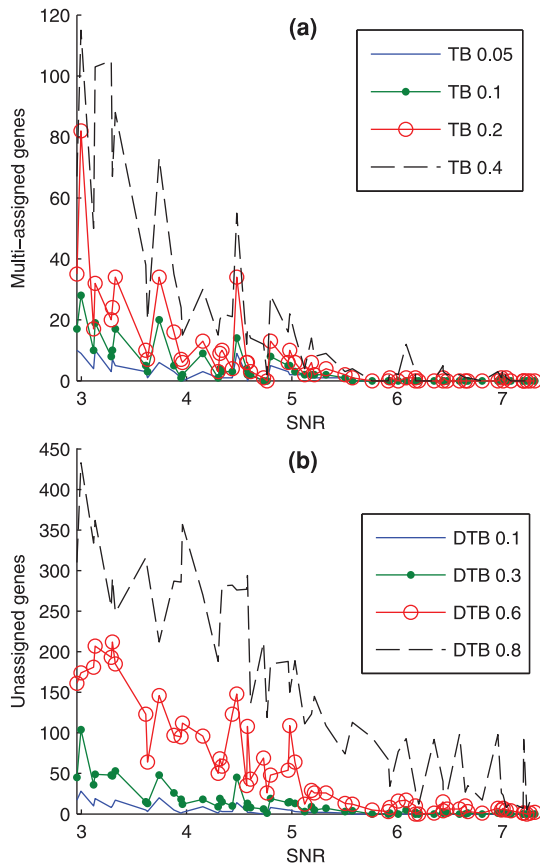 (a)
120
100
80
60
40
20
0
Multi-assigned genes
3 4 5 6 7
SNR
TB 0.05
TB 0.1
TB 0.2
TB 0.4
(b)
450
400
350
300
250
200
150
100
50
0
Unassigned genes
3 4 5 6 7
SNR
DTB 0.1
DTB 0.3
DTB 0.6
DTB 0.8